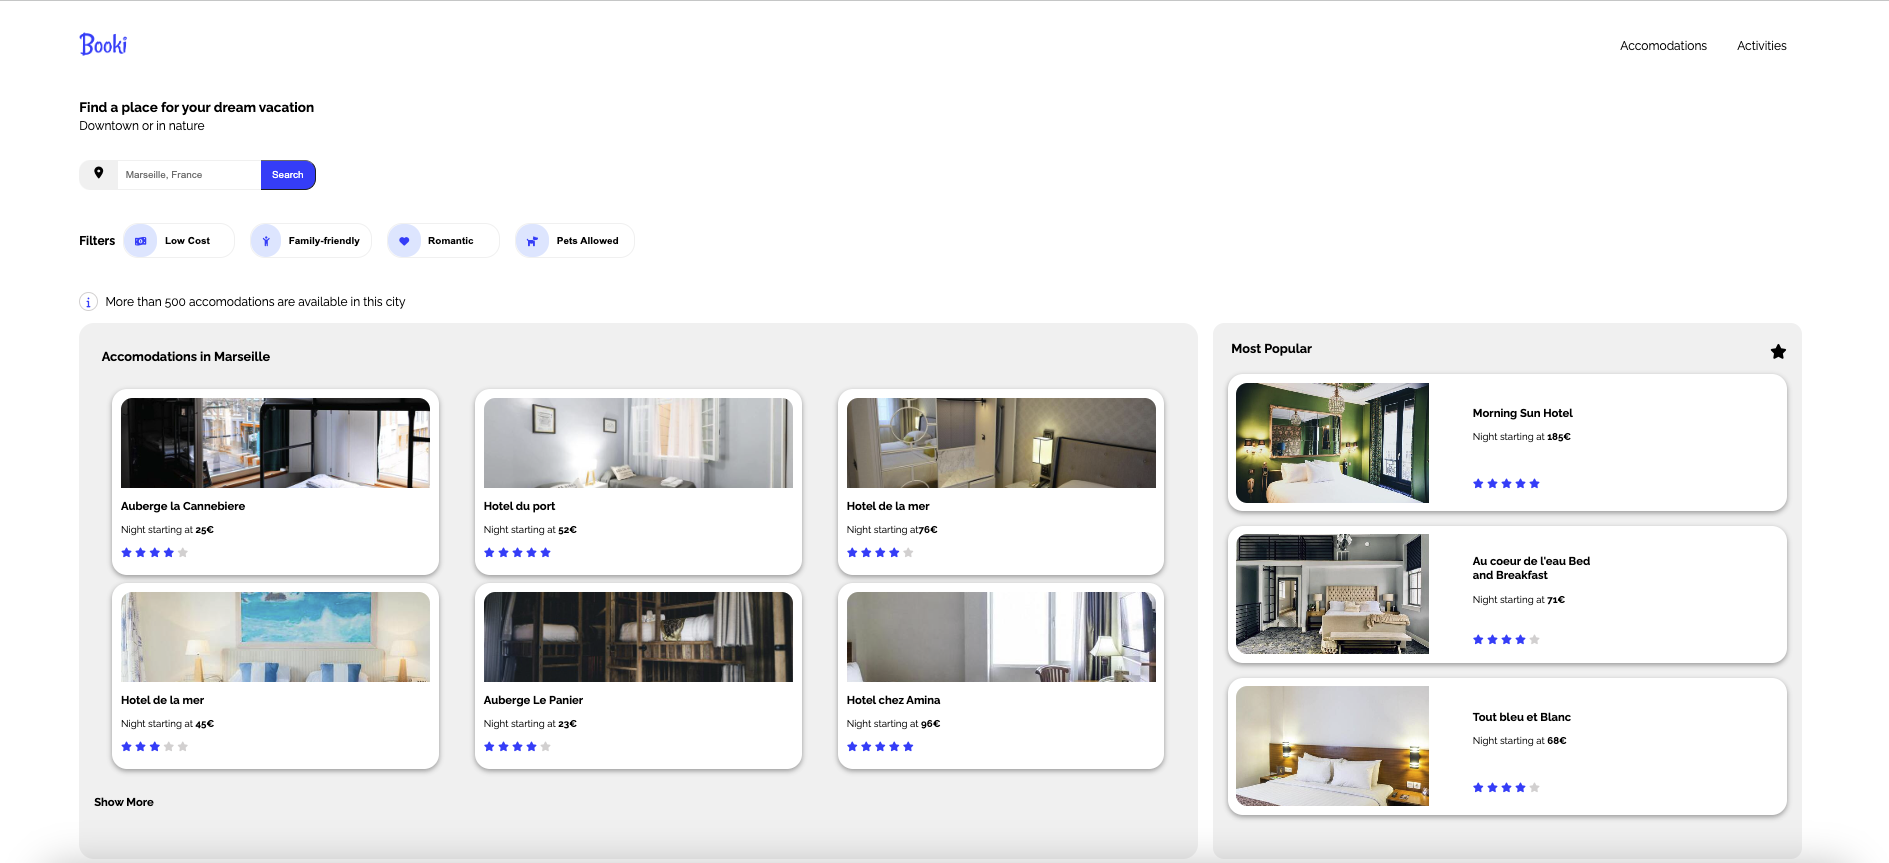 Booki
Accomodations
Activities
Find a place for your dream vacation
Downtown or in nature
Marseille, France
Search
Filters
Low Cost
Family-friendly
Romantic
Pets Allowed
i
More than 500 accomodations are available in this city
Accomodations in Marseille
Auberge la Cannebiere
Night starting at 25€
Hotel du port
Night starting at 52€
Hotel de la mer
Night starting at76€
Hotel de la mer
Night starting at 45€
Auberge Le Panier
Night starting at 23€
Hotel chez Amina
Night starting at 96€
Show More
Most Popular
Morning Sun Hotel
Night starting at 185€
Au coeur de l'eau Bed
and Breakfast
Night starting at 71€
Tout bleu et Blanc
Night starting at 68€